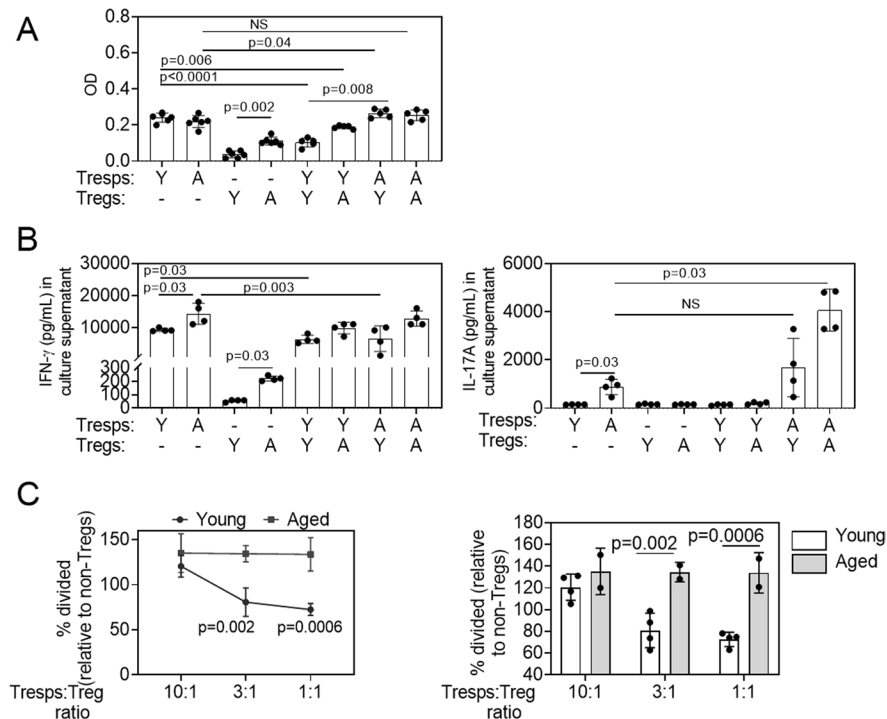 A
0.8
0.6
0.4
0.2
0.0
OD
NS
p=0.04
p=0.006
p<0.0001
p=0.008
p=0.002
Tresps: Y A - - Y Y A A
Tregs: - - Y A Y A Y A
B
30000
20000
10000
300
200
100
0
IFN-γ (pg/mL) in
culture supernatant
p=0.03
p=0.03
p=0.003
p=0.03
Tresps: Y A - - Y Y A A
Tregs: - - Y A Y A Y A
6000
4000
2000
0
IL-17A (pg/mL) in
culture supernatant
p=0.03
NS
p=0.03
Tresps: Y A - - Y Y A A
Tregs: - - Y A Y A Y A
C
Young Aged
150
100
50
0
% divided
(relative to non-Tregs)
p=0.002 p=0.0006
Tresps:Treg 10:1 3:1 1:1
ratio
180
160
140
120
100
80
60
40
% divided (relative
to non-Tregs)
p=0.002 p=0.0006
Young
Aged
Tresps:Treg 10:1 3:1 1:1
ratio